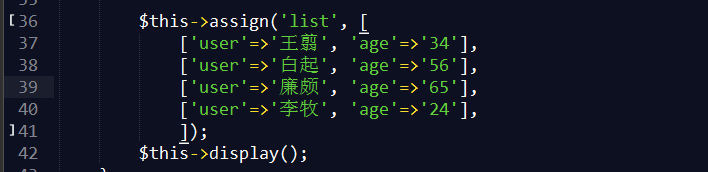 36 $this->assign('list', [
37 ['user'=>'王翦', 'age'=>'34'],
38 ['user'=>'白起', 'age'=>'56'],
39 ['user'=>'廉颇', 'age'=>'65'],
40 ['user'=>'李牧', 'age'=>'24'],
41 ]);
42 $this->display();